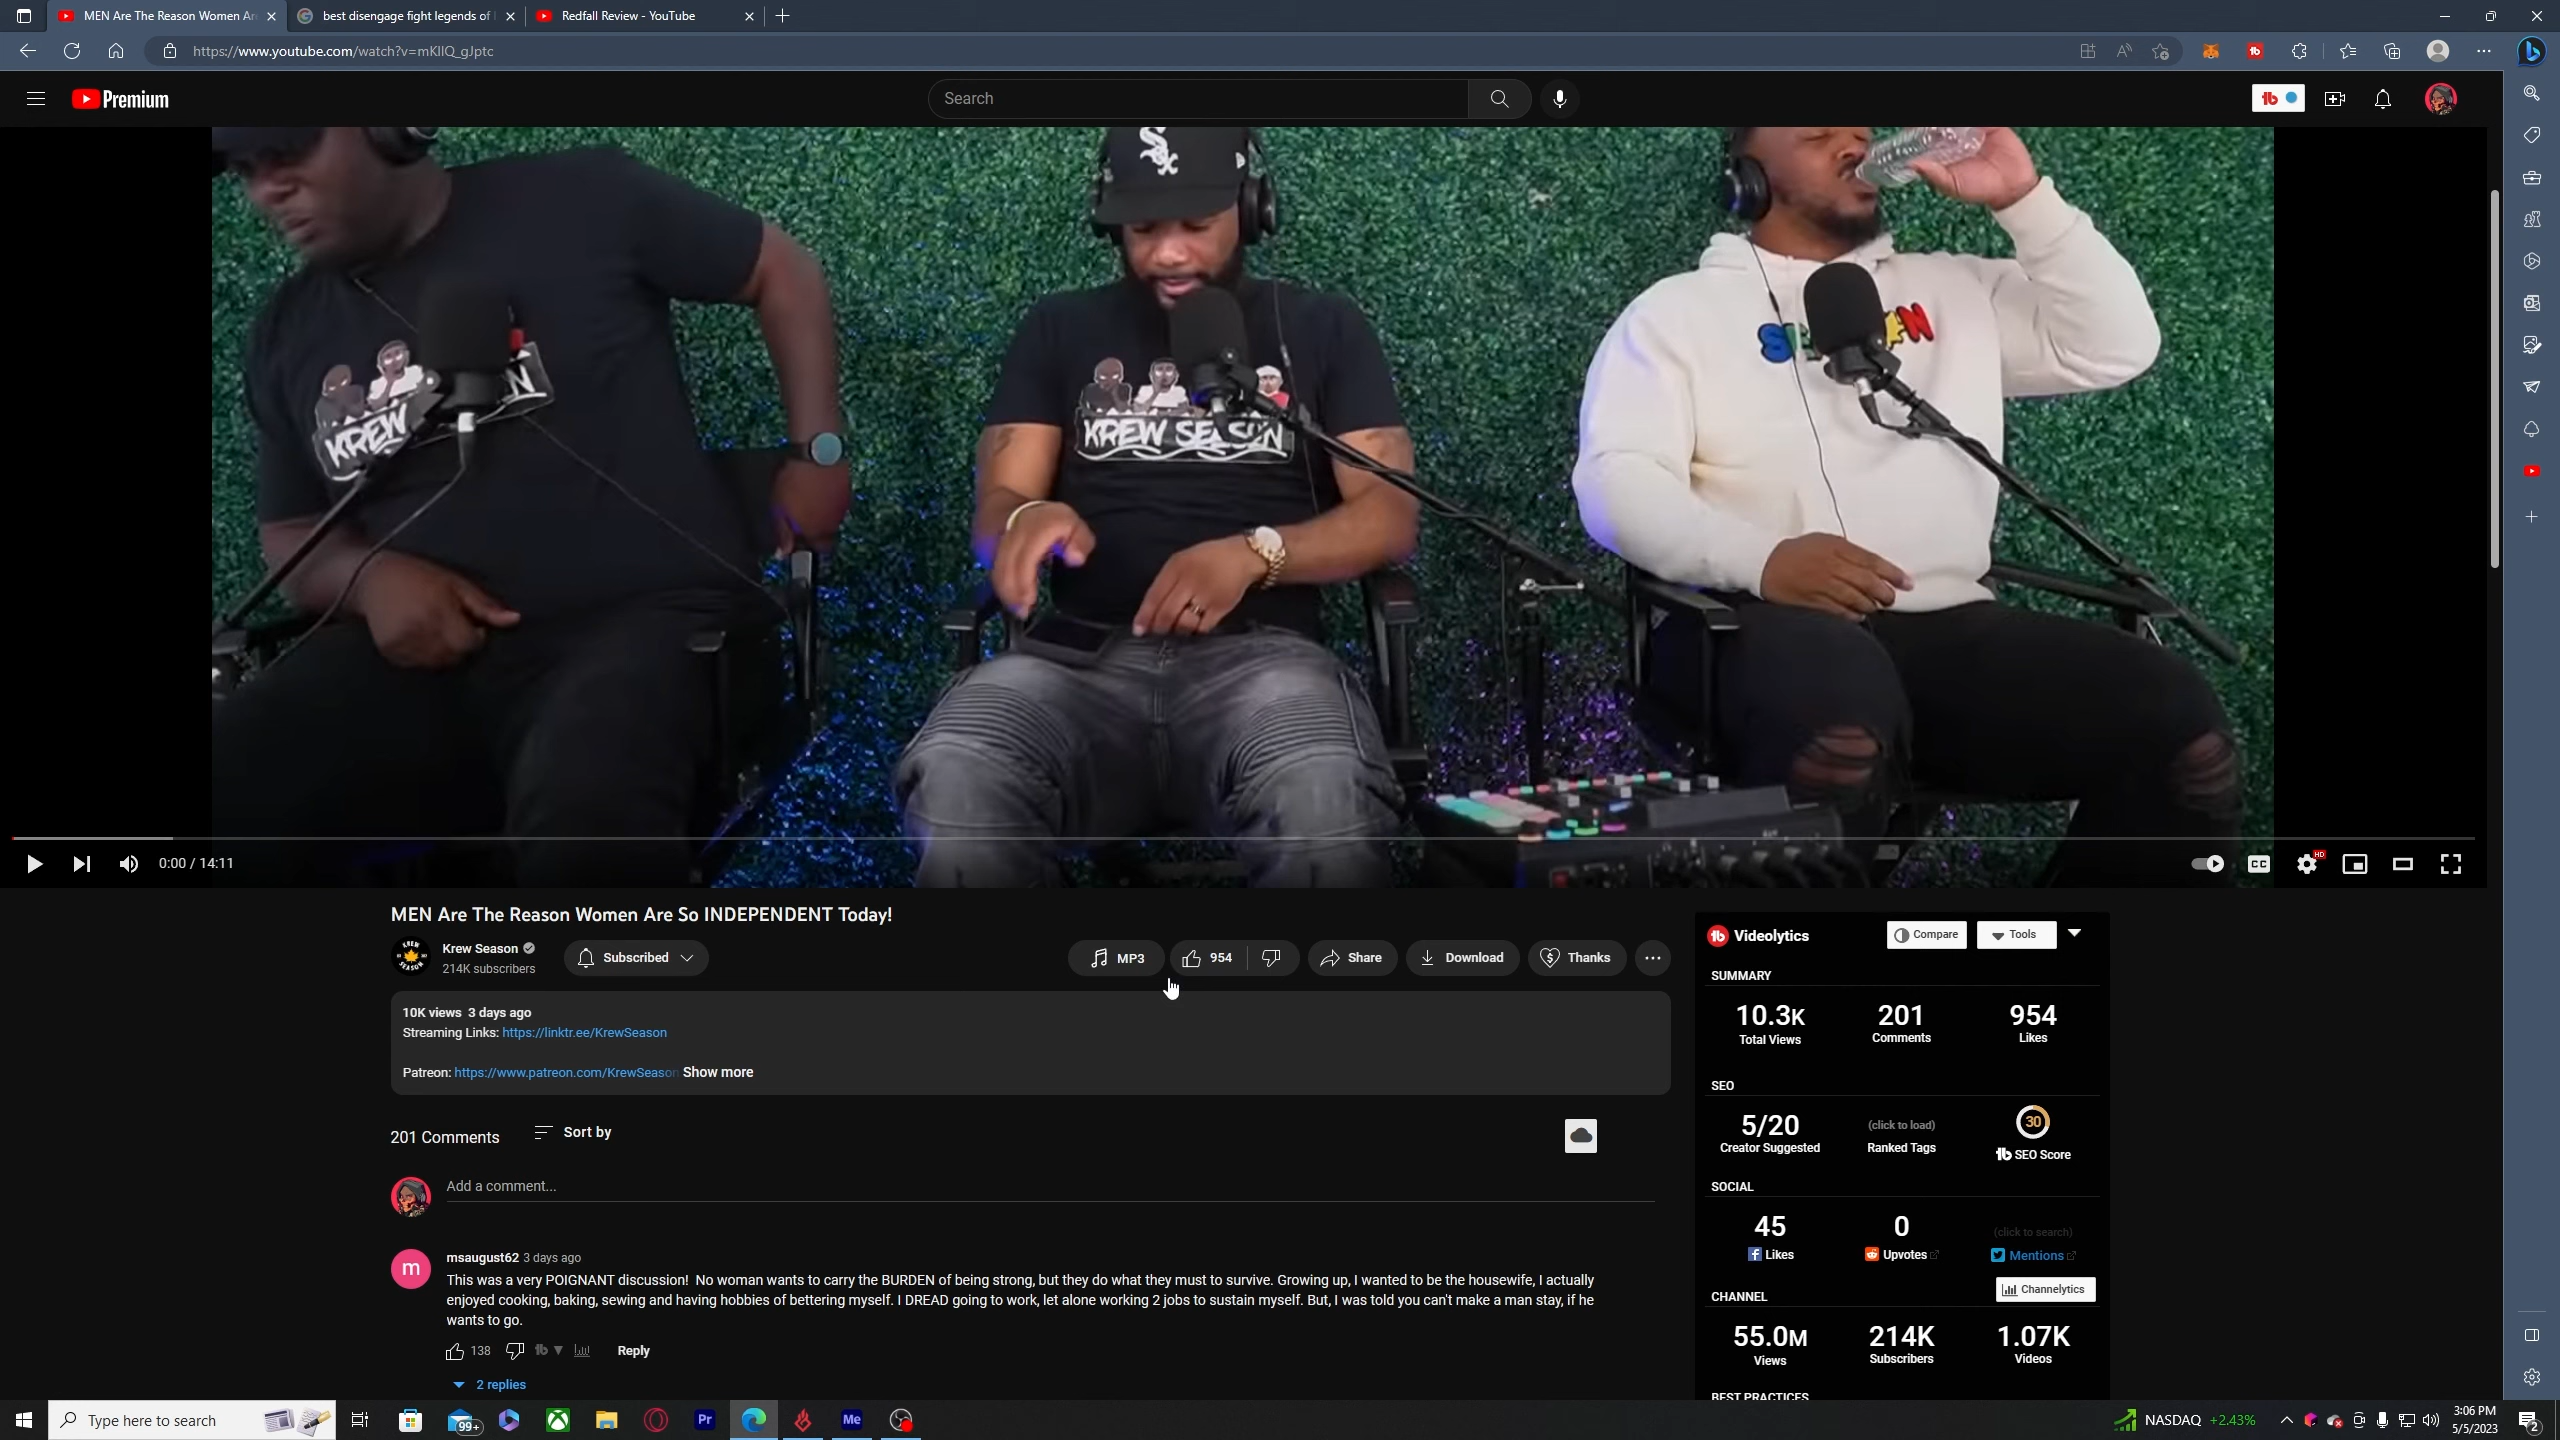 MEN Are The Reason Women Ar
best disengage fight legends of
Redfall Review - YouTube
https://www.youtube.com/watch?v=mKllQ_gJptc
Premium
Search
KREW
N
KREW SEASON
0:00 / 14:11
CC
HD
MEN Are The Reason Women Are So INDEPENDENT Today!
Krew Season
214K subscribers
Subscribed
MP3
954
Share
Download
Thanks
10K views 3 days ago
Streaming Links: https://linktr.ee/KrewSeason
Patreon: https://www.patreon.com/KrewSeason Show more
201 Comments
Sort by
Add a comment...
m
msaugust62 3 days ago
This was a very POIGNANT discussion! No woman wants to carry the BURDEN of being strong, but they do what they must to survive. Growing up, I wanted to be the housewife, I actually
enjoyed cooking, baking, sewing and having hobbies of bettering myself. I DREAD going to work, let alone working 2 jobs to sustain myself. But, I was told you can't make a man stay, if he
wants to go.
138
Reply
2 replies
Videolytics
Compare
Tools
SUMMARY
10.3K 201 954
Total Views Comments Likes
SEO
5/20 (click to load) 30
Creator Suggested Ranked Tags SEO Score
SOCIAL
45 0 (click to search)
Likes Upvotes Mentions
CHANNEL
Channelytics
55.0M 214K 1.07K
Views Subscribers Videos
BEST PRACTICES
Type here to search
99+
Pr
Me
NASDAQ +2.43%
3:06 PM
5/5/2023
2